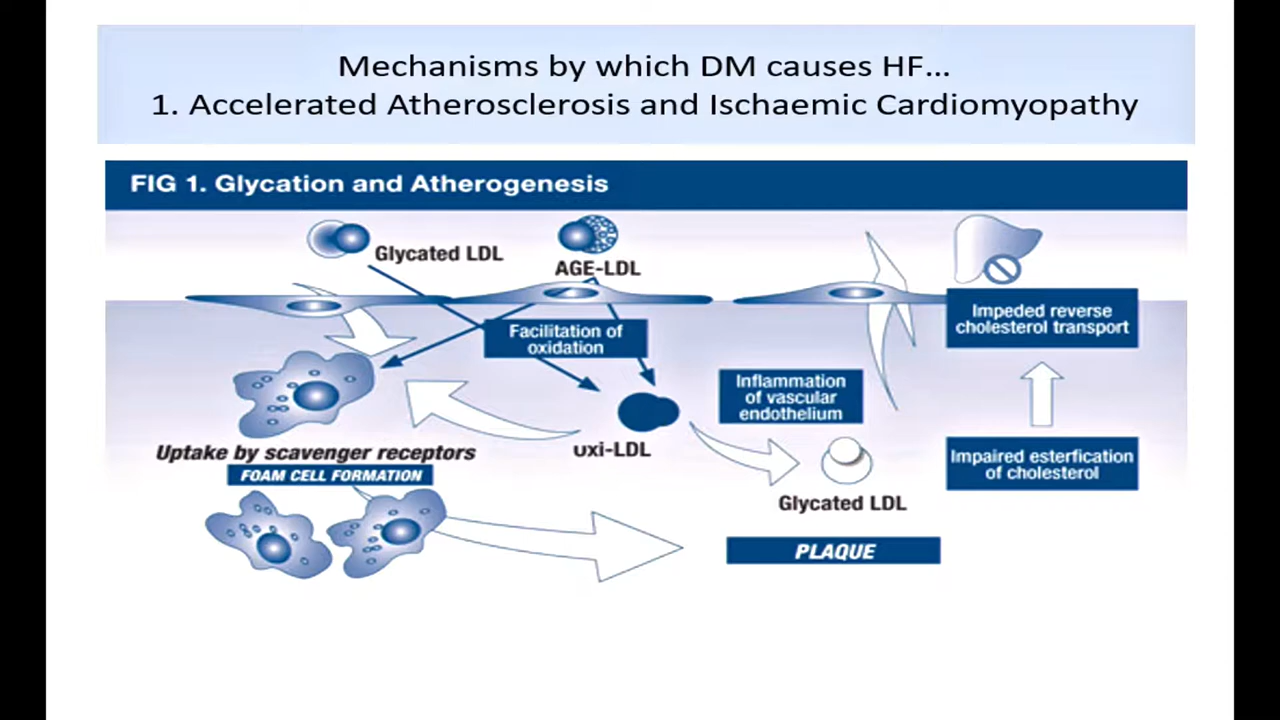 Mechanisms by which DM causes HF...
1. Accelerated Atherosclerosis and Ischaemic Cardiomyopathy
FIG 1. Glycation and Atherogenesis
Glycated LDL
AGE-LDL
Facilitation of
oxidation
Impeded reverse
cholesterol transport
Inflammation
of vascular
endothelium
Uptake by scavenger receptors
FOAM CELL FORMATION
oxi-LDL
Glycated LDL
Impaired esterfication
of cholesterol
PLAQUE